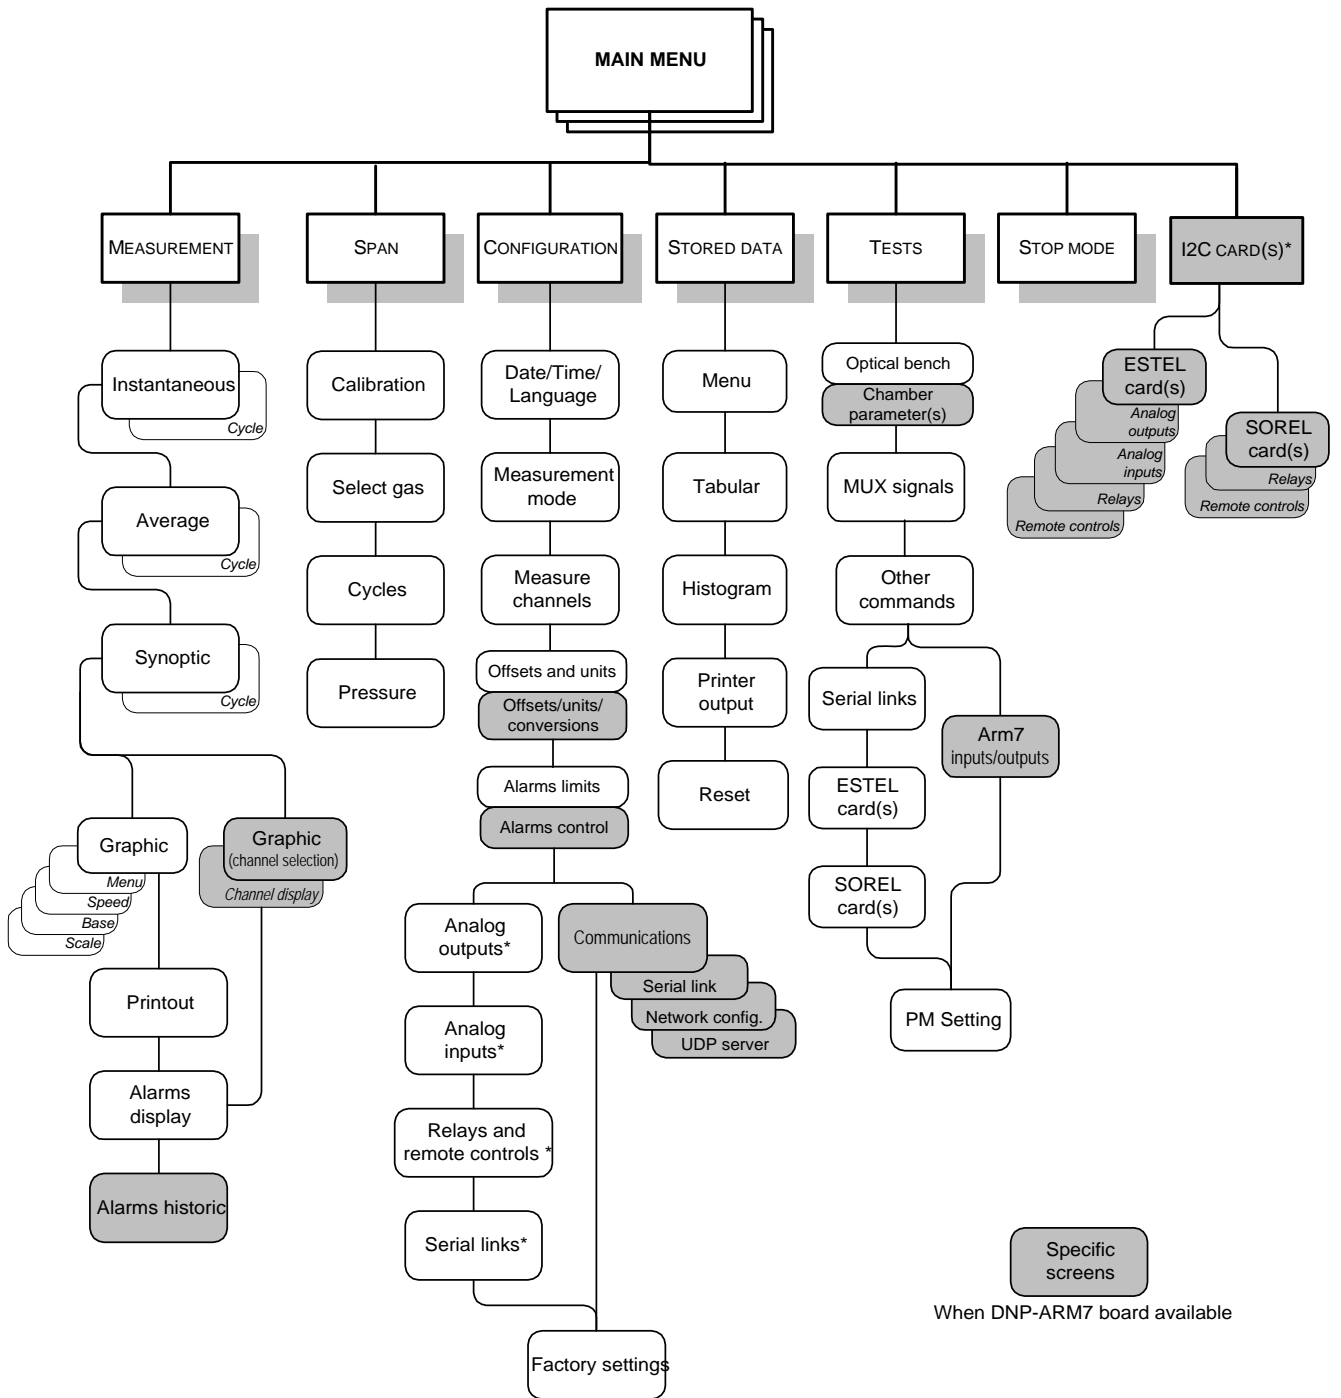 MAIN MENU
MEASUREMENT
SPAN
CONFIGURATION
STORED DATA
TESTS
STOP MODE
I2C CARD(S)*
Instantaneous
Cycle
Average
Cycle
Synoptic
Cycle
Graphic
Menu
Speed
Base
Scale
Graphic
(channel selection)
Channel display
Printout
Alarms
display
Alarms historic
Calibration
Select gas
Cycles
Pressure
Date/Time/
Language
Measurement
mode
Measure
channels
Offsets and units
Offsets/units/
conversions
Alarms limits
Alarms control
Analog
outputs*
Analog
inputs*
Relays and
remote controls *
Serial links*
Communications
Serial link
Network config.
UDP server
Factory settings
Menu
Tabular
Histogram
Printer
output
Reset
Optical bench
Chamber
parameter(s)
MUX signals
Other
commands
Serial links
ESTEL
card(s)
SOREL
card(s)
Arm7
inputs/outputs
PM Setting
ESTEL
card(s)
Analog
outputs
Analog
inputs
Relays
Remote controls
SOREL
card(s)
Relays
Remote controls
Specific
screens
When DNP-ARM7 board available